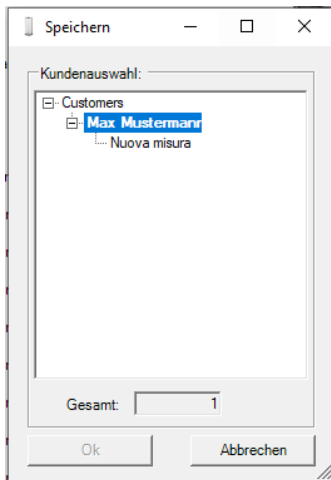 Speichern
Kundenauswahl:
Customers
Max Mustermann
Nuova misura
Gesamt: 1
Ok Abbrechen